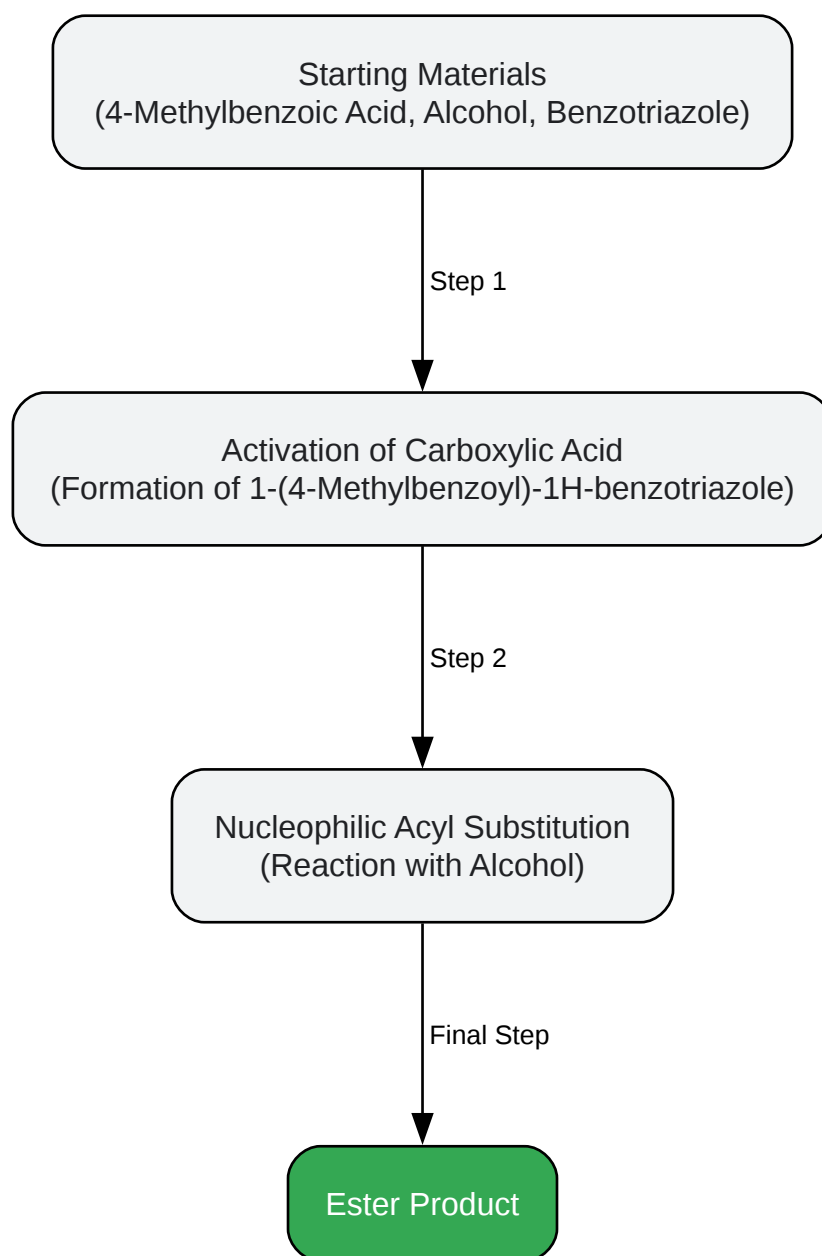 Starting Materials
(4-Methylbenzoic Acid, Alcohol, Benzotriazole)
Step 1
Activation of Carboxylic Acid
(Formation of 1-(4-Methylbenzoyl)-1H-benzotriazole)
Step 2
Nucleophilic Acyl Substitution
(Reaction with Alcohol)
Final Step
Ester Product